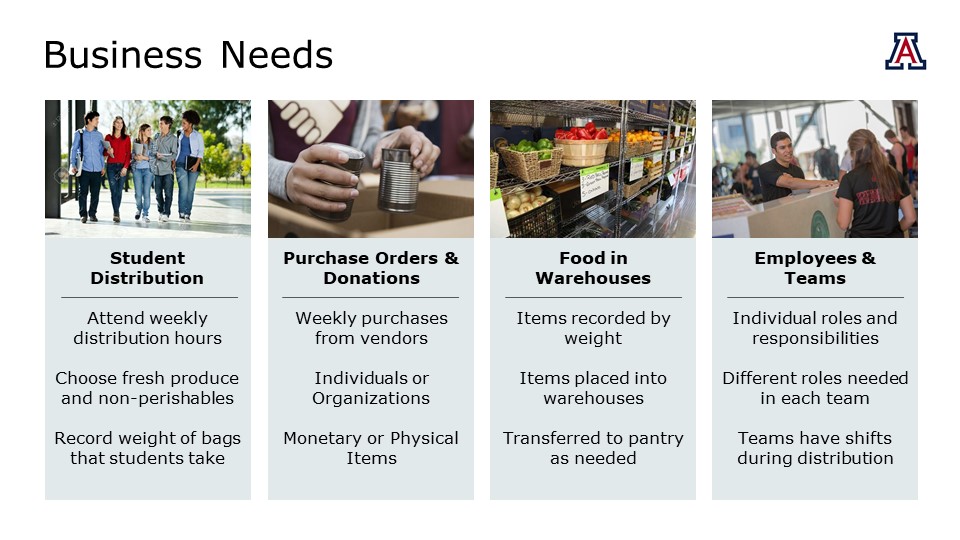 Business Needs
A
Student
Distribution
Attend weekly
distribution hours
Choose fresh produce
and non-perishables
Record weight of bags
that students take
Purchase Orders &
Donations
Weekly purchases
from vendors
Individuals or
Organizations
Monetary or Physical
Items
Food in
Warehouses
Items recorded by
weight
Items placed into
warehouses
Transferred to pantry
as needed
Employees &
Teams
Individual roles and
responsibilities
Different roles needed
in each team
Teams have shifts
during distribution